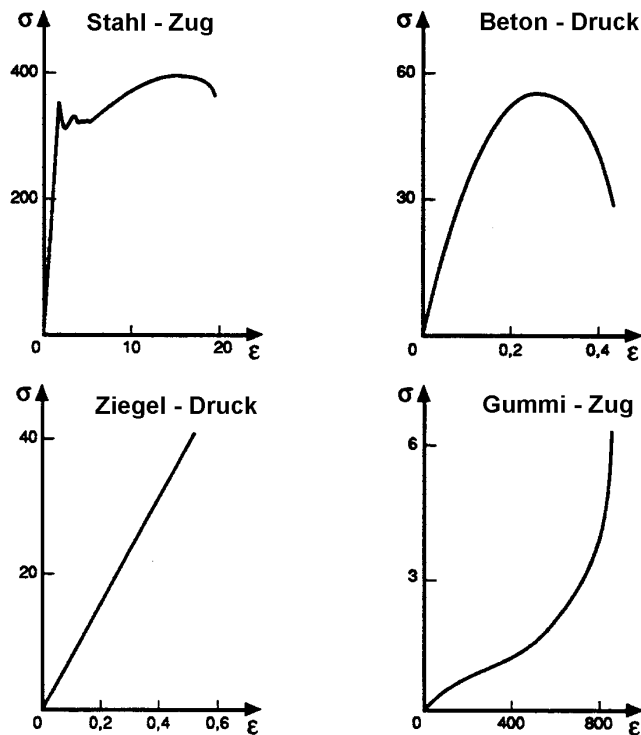 σ
Stahl - Zug
400
200
0
10
20
ε
σ
Beton - Druck
60
30
0
0,2
0,4
ε
σ
Ziegel - Druck
40
20
0
0,2
0,4
0,6
ε
σ
Gummi - Zug
6
3
0
400
800
ε